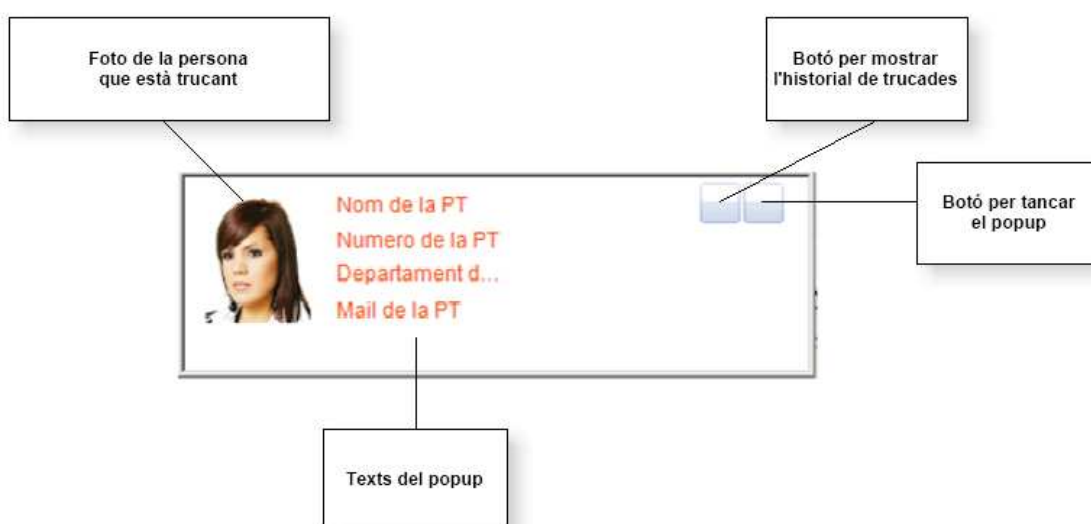 Foto de la persona
que està trucant
Botó per mostrar
l'historial de trucades
Botó per tancar
el popup
Nom de la PT
Numero de la PT
Departament d...
Mail de la PT
Texts del popup